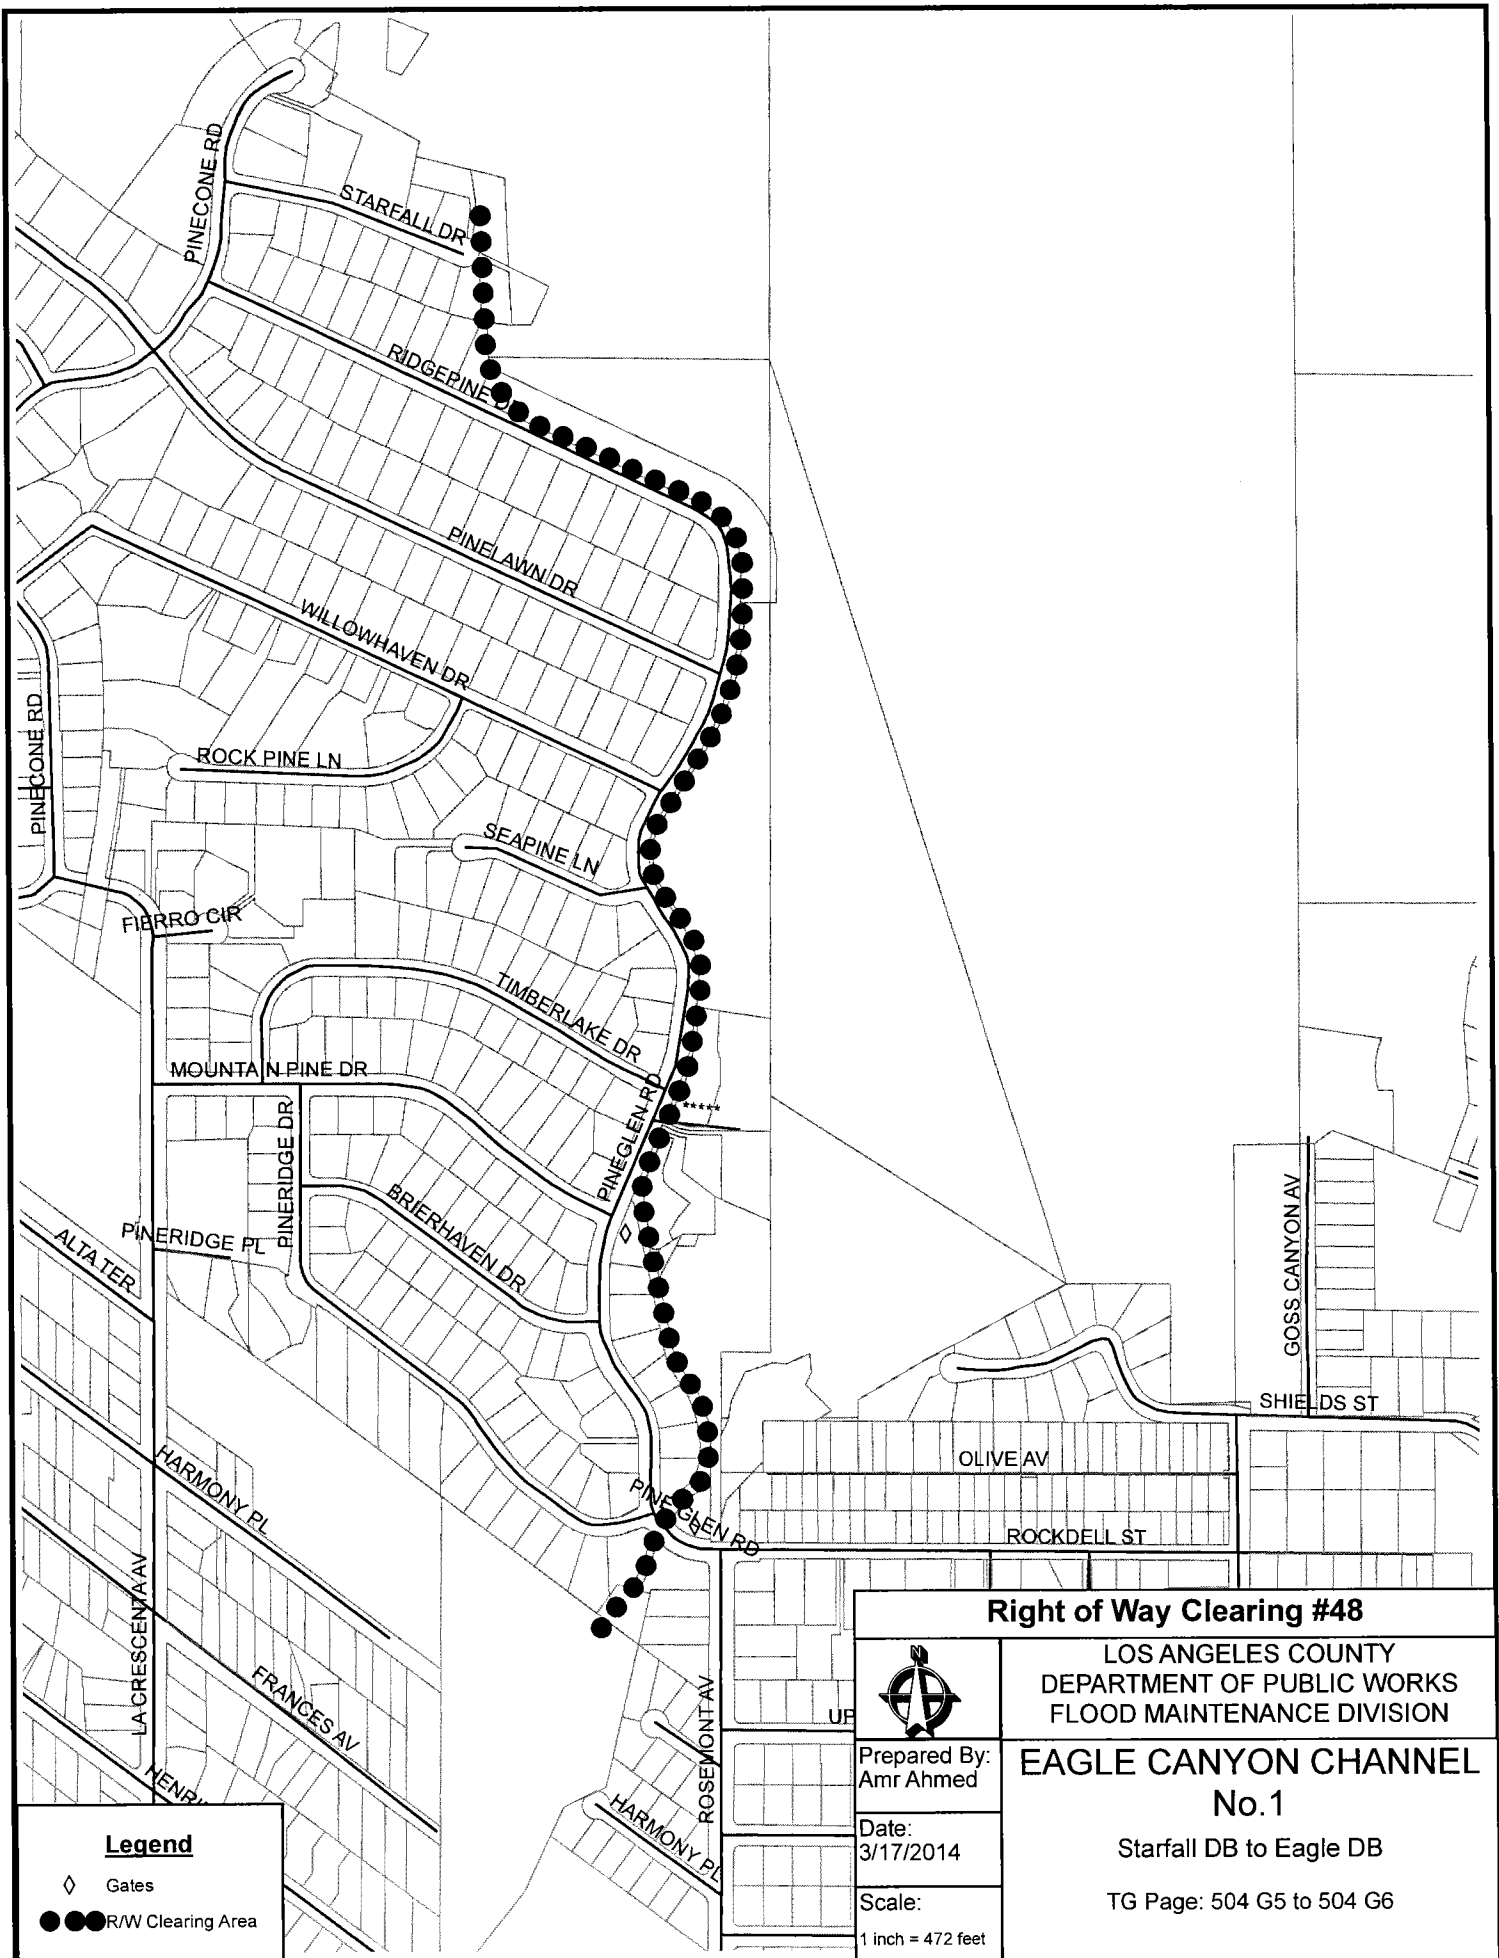 PINECONE RD
STARFALL DR
RIDGEPINE DR
PINELAWN DR
WILLOWHAVEN DR
PINECONE RD
ROCK PINE LN
SEAPINE LN
FIERRO CIR
TIMBERLAKE DR
MOUNTAIN PINE DR
*****
PINEGLEN RD
PINERIDGE DR
BRIERHAVEN DR
PINERIDGE PL
ALTA TER
GOSS CANYON AV
SHIELDS ST
OLIVE AV
HARMONY PL
PINEGLEN RD
ROCKDELL ST
LA CRESCENTA AV
FRANCES AV
ROSEMONT AV
UP
HENRI
HARMONY PL
Right of Way Clearing #48
N
LOS ANGELES COUNTY
DEPARTMENT OF PUBLIC WORKS
FLOOD MAINTENANCE DIVISION
Prepared By:
Amr Ahmed
EAGLE CANYON CHANNEL
No.1
Date:
3/17/2014
Starfall DB to Eagle DB
Scale:
1 inch = 472 feet
TG Page: 504 G5 to 504 G6
Legend
Gates
R/W Clearing Area